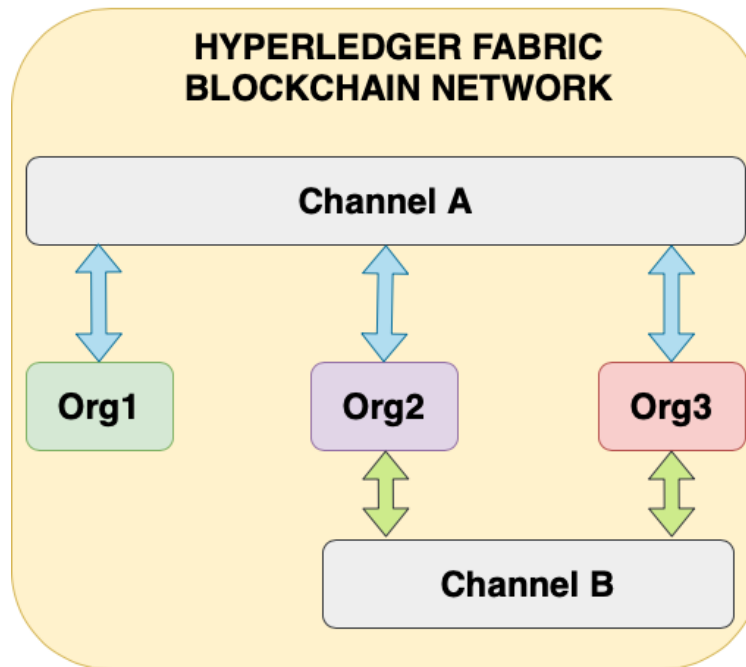 HYPERLEDGER FABRIC
BLOCKCHAIN NETWORK
Channel A
Org1
Org2
Org3
Channel B